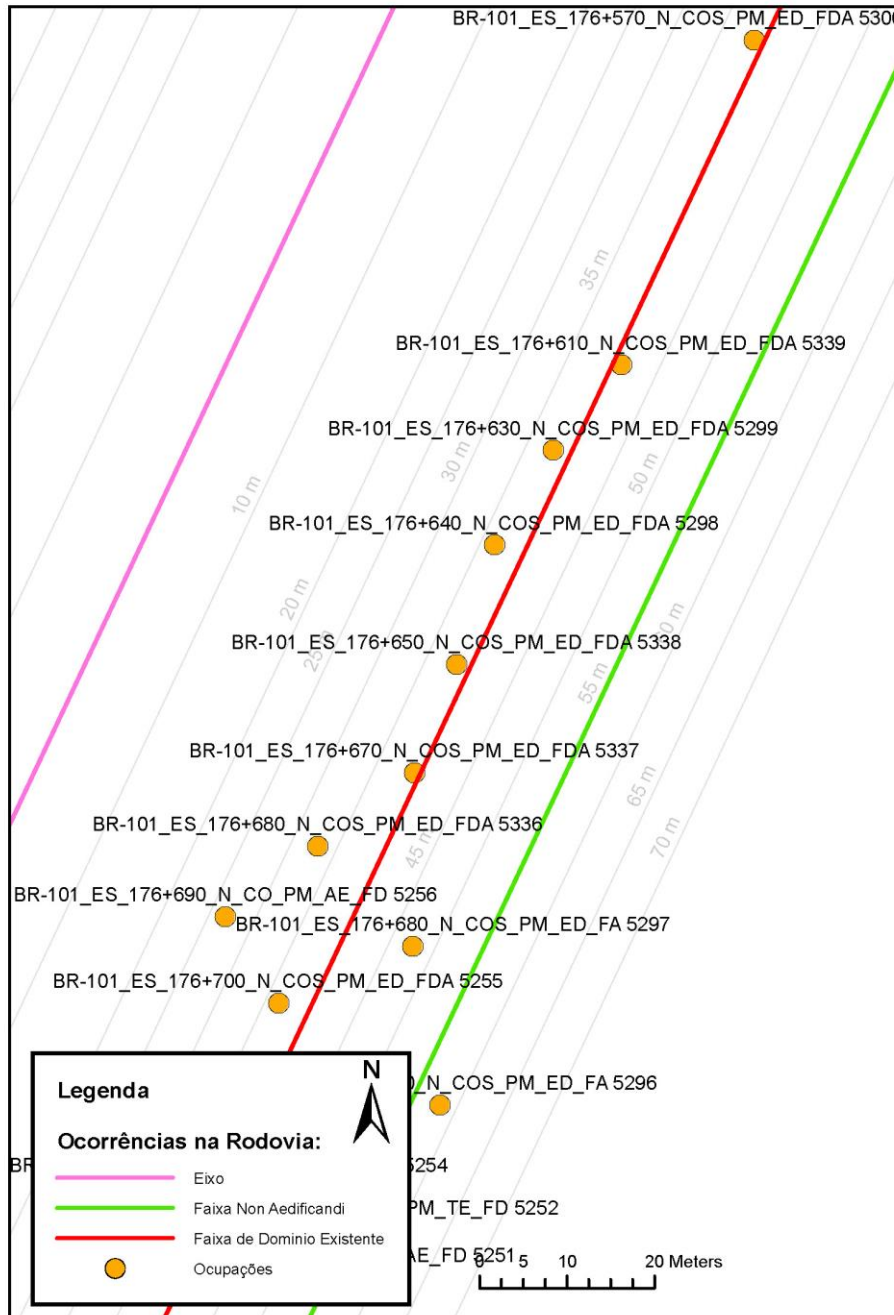 BR-101_ES_176+570_N_COS_PM_ED_FDA 5300
35 m
BR-101_ES_176+610_N_COS_PM_ED_FDA 5339
BR-101_ES_176+630_N_COS_PM_ED_FDA 5299
30 m
50 m
10 m
BR-101_ES_176+640_N_COS_PM_ED_FDA 5298
20 m
25 m
60 m
BR-101_ES_176+650_N_COS_PM_ED_FDA 5338
55 m
BR-101_ES_176+670_N_COS_PM_ED_FDA 5337
65 m
BR-101_ES_176+680_N_COS_PM_ED_FDA 5336
45 m
70 m
BR-101_ES_176+690_N_CO_PM_AE_FD 5256
BR-101_ES_176+680_N_COS_PM_ED_FA 5297
BR-101_ES_176+700_N_COS_PM_ED_FDA 5255
N_COS_PM_ED_FA 5296
BR
5254
PM_TE_FD 5252
AE_FD 5251
N
Legenda
Ocorrências na Rodovia:
Eixo
Faixa Non Aedificandi
Faixa de Dominio Existente
Ocupações
0 5 10 20 Meters